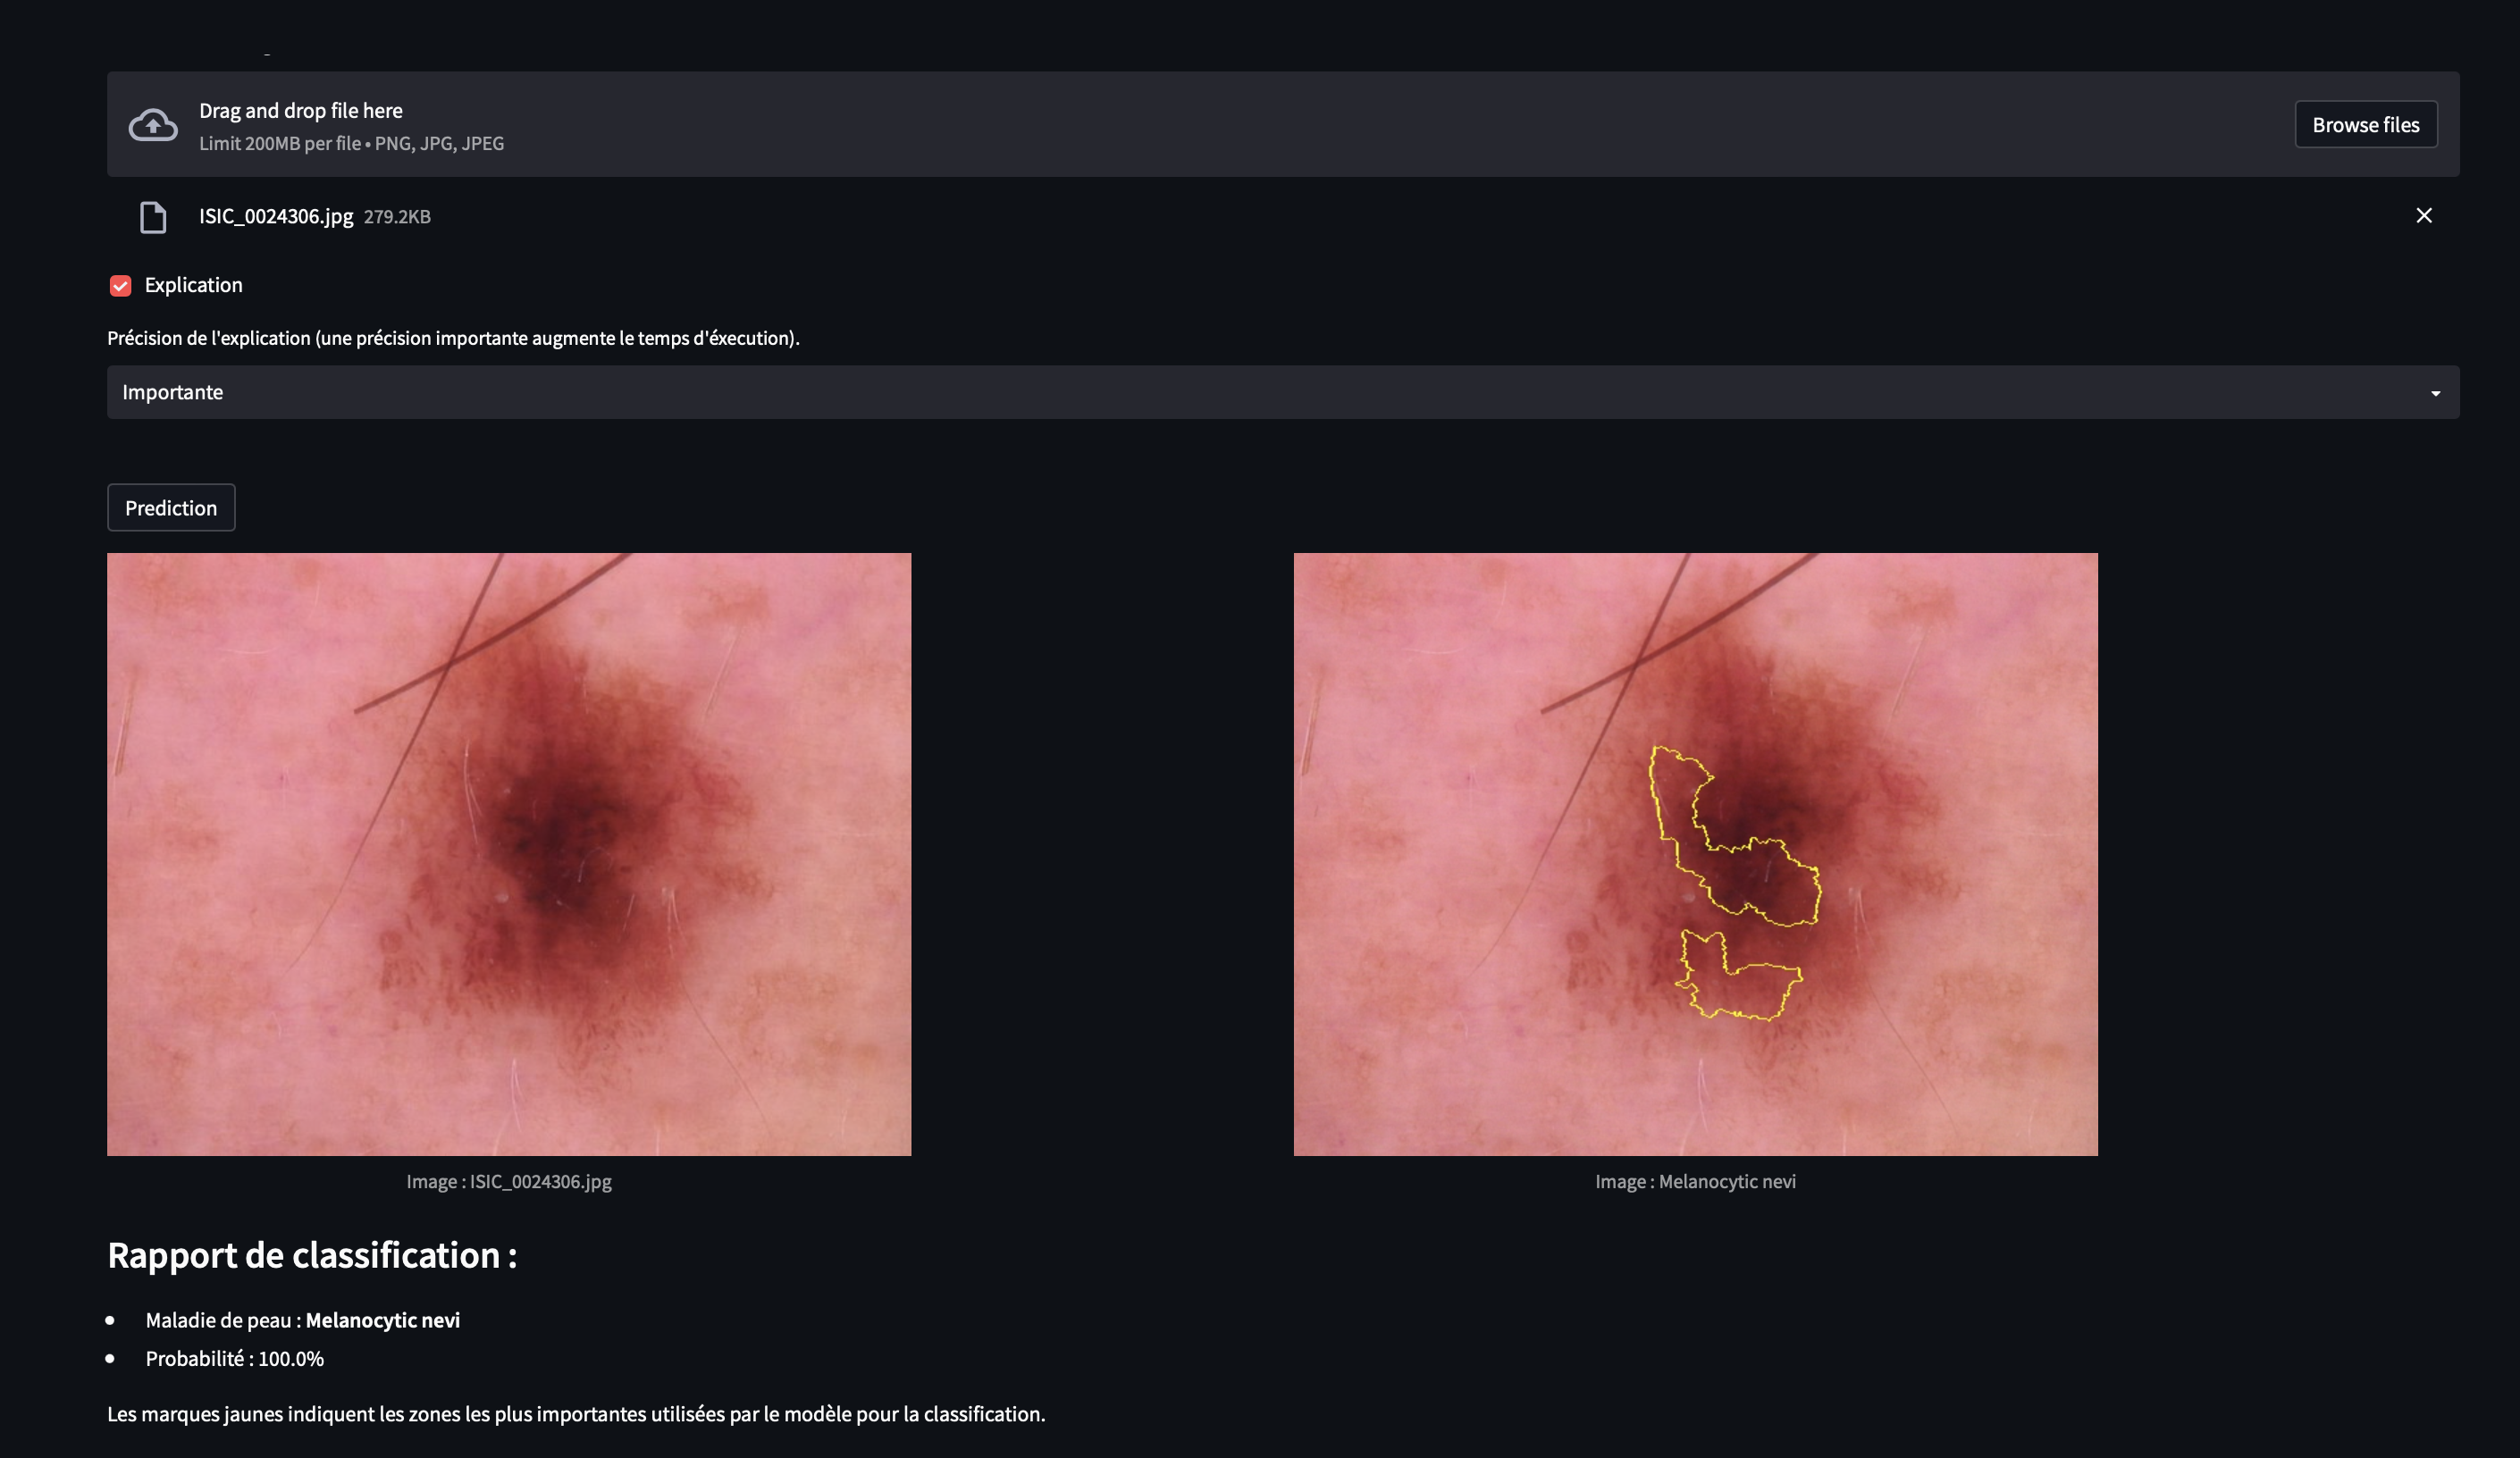 Drag and drop file here
Limit 200MB per file • PNG, JPG, JPEG
Browse files
ISIC_0024306.jpg 279.2KB
Explication
Précision de l'explication (une précision importante augmente le temps d'éxecution).
Importante
Prediction
Image : ISIC_0024306.jpg
Image : Melanocytic nevi
Rapport de classification :
• Maladie de peau : Melanocytic nevi
• Probabilité : 100.0%
Les marques jaunes indiquent les zones les plus importantes utilisées par le modèle pour la classification.